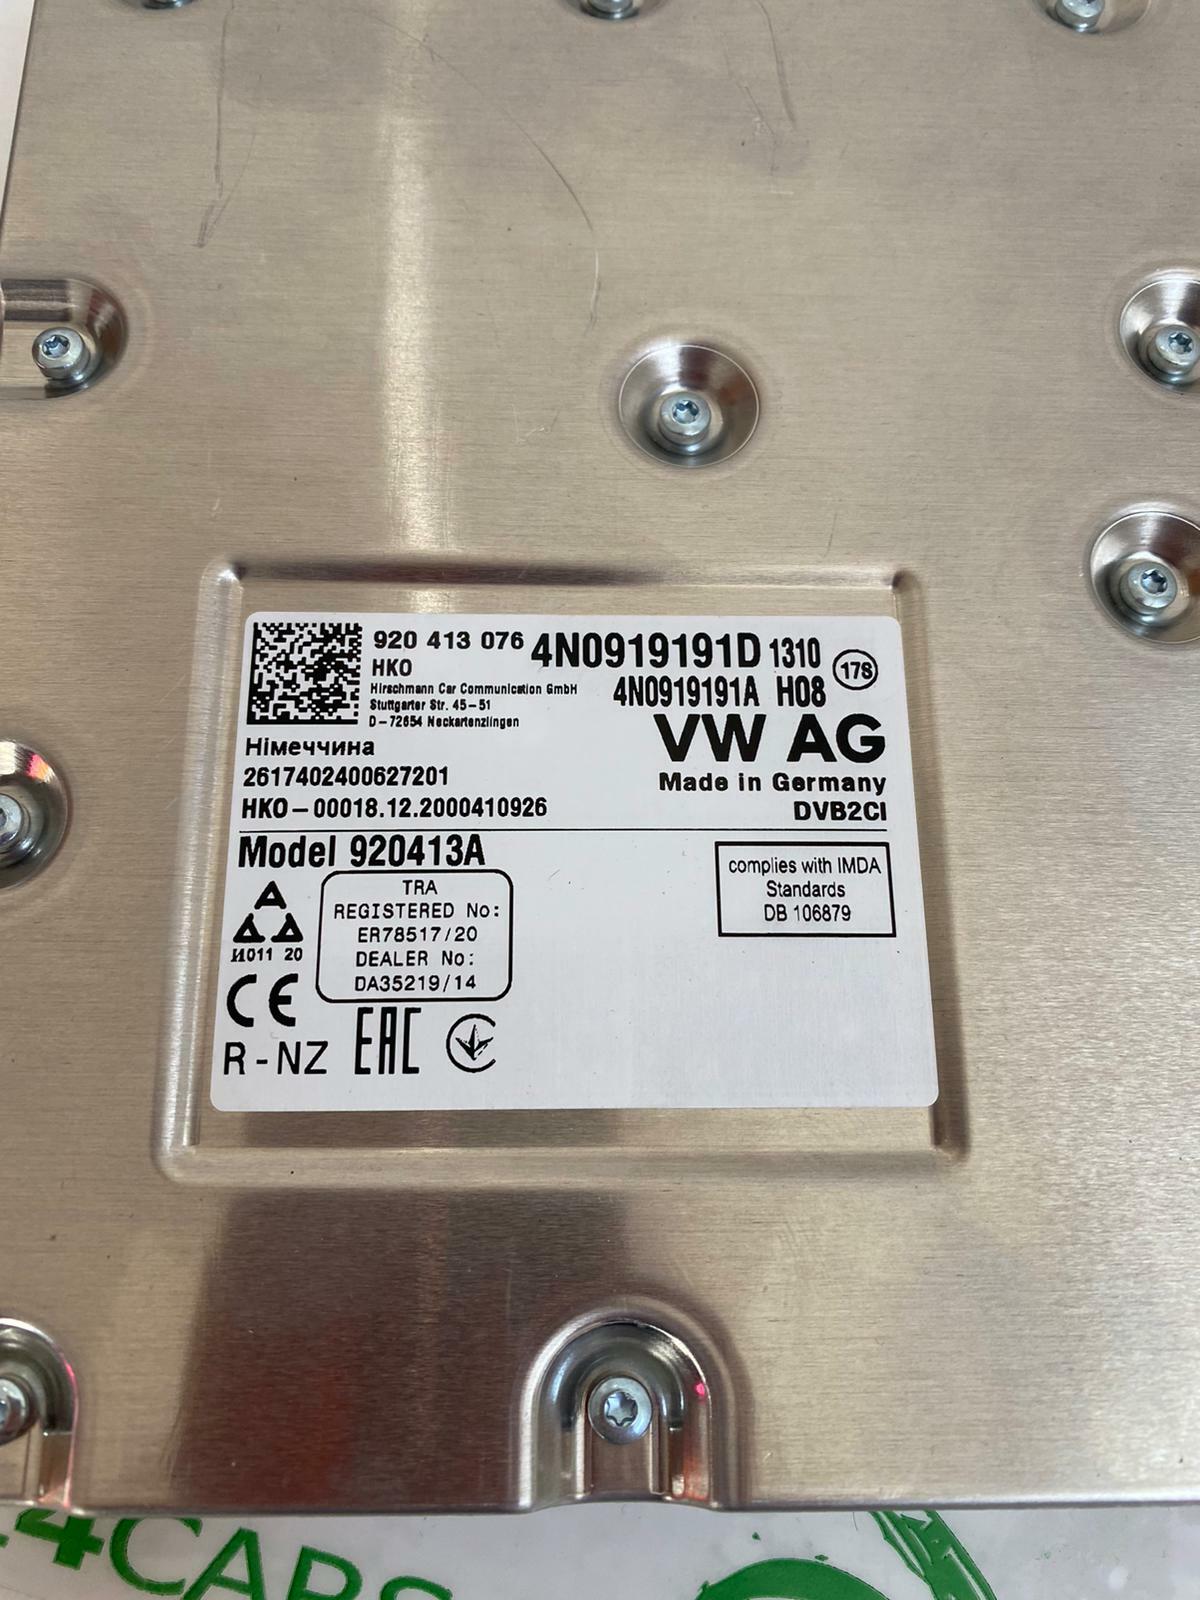 920 413 076 4N0919191D 1310
HKO 4N0919191A H08 178
Hirschmann Car Communication GmbH
Stuttgarter Str. 45-51
D-72654 Neckartenzlingen
VW AG
Німеччина
2617402400627201 Made in Germany
HKO-00018.12.2000410926 DVB2CI
Model 920413A
complies with IMDA
Standards
DB 106879
TRA
REGISTERED No:
ER78517/20
DEALER No:
DA35219/14
И011 20
CE
R-NZ EAC
24CARS